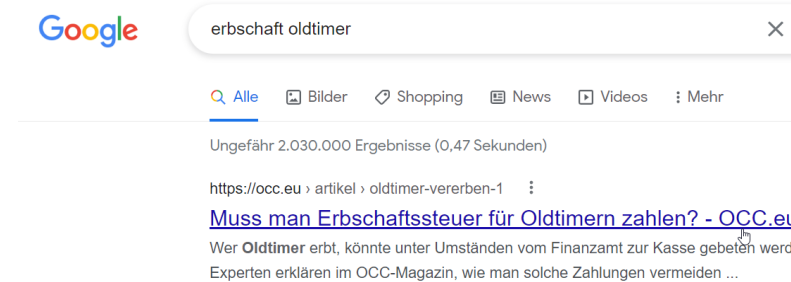 Google
erbschaft oldtimer
Alle Bilder Shopping News Videos Mehr
Ungefähr 2.030.000 Ergebnisse (0,47 Sekunden)
https://occ.eu › artikel › oldtimer-vererben-1
Muss man Erbschaftssteuer für Oldtimern zahlen? - OCC.eu
Wer Oldtimer erbt, könnte unter Umständen vom Finanzamt zur Kasse gebeten werd
Experten erklären im OCC-Magazin, wie man solche Zahlungen vermeiden ...